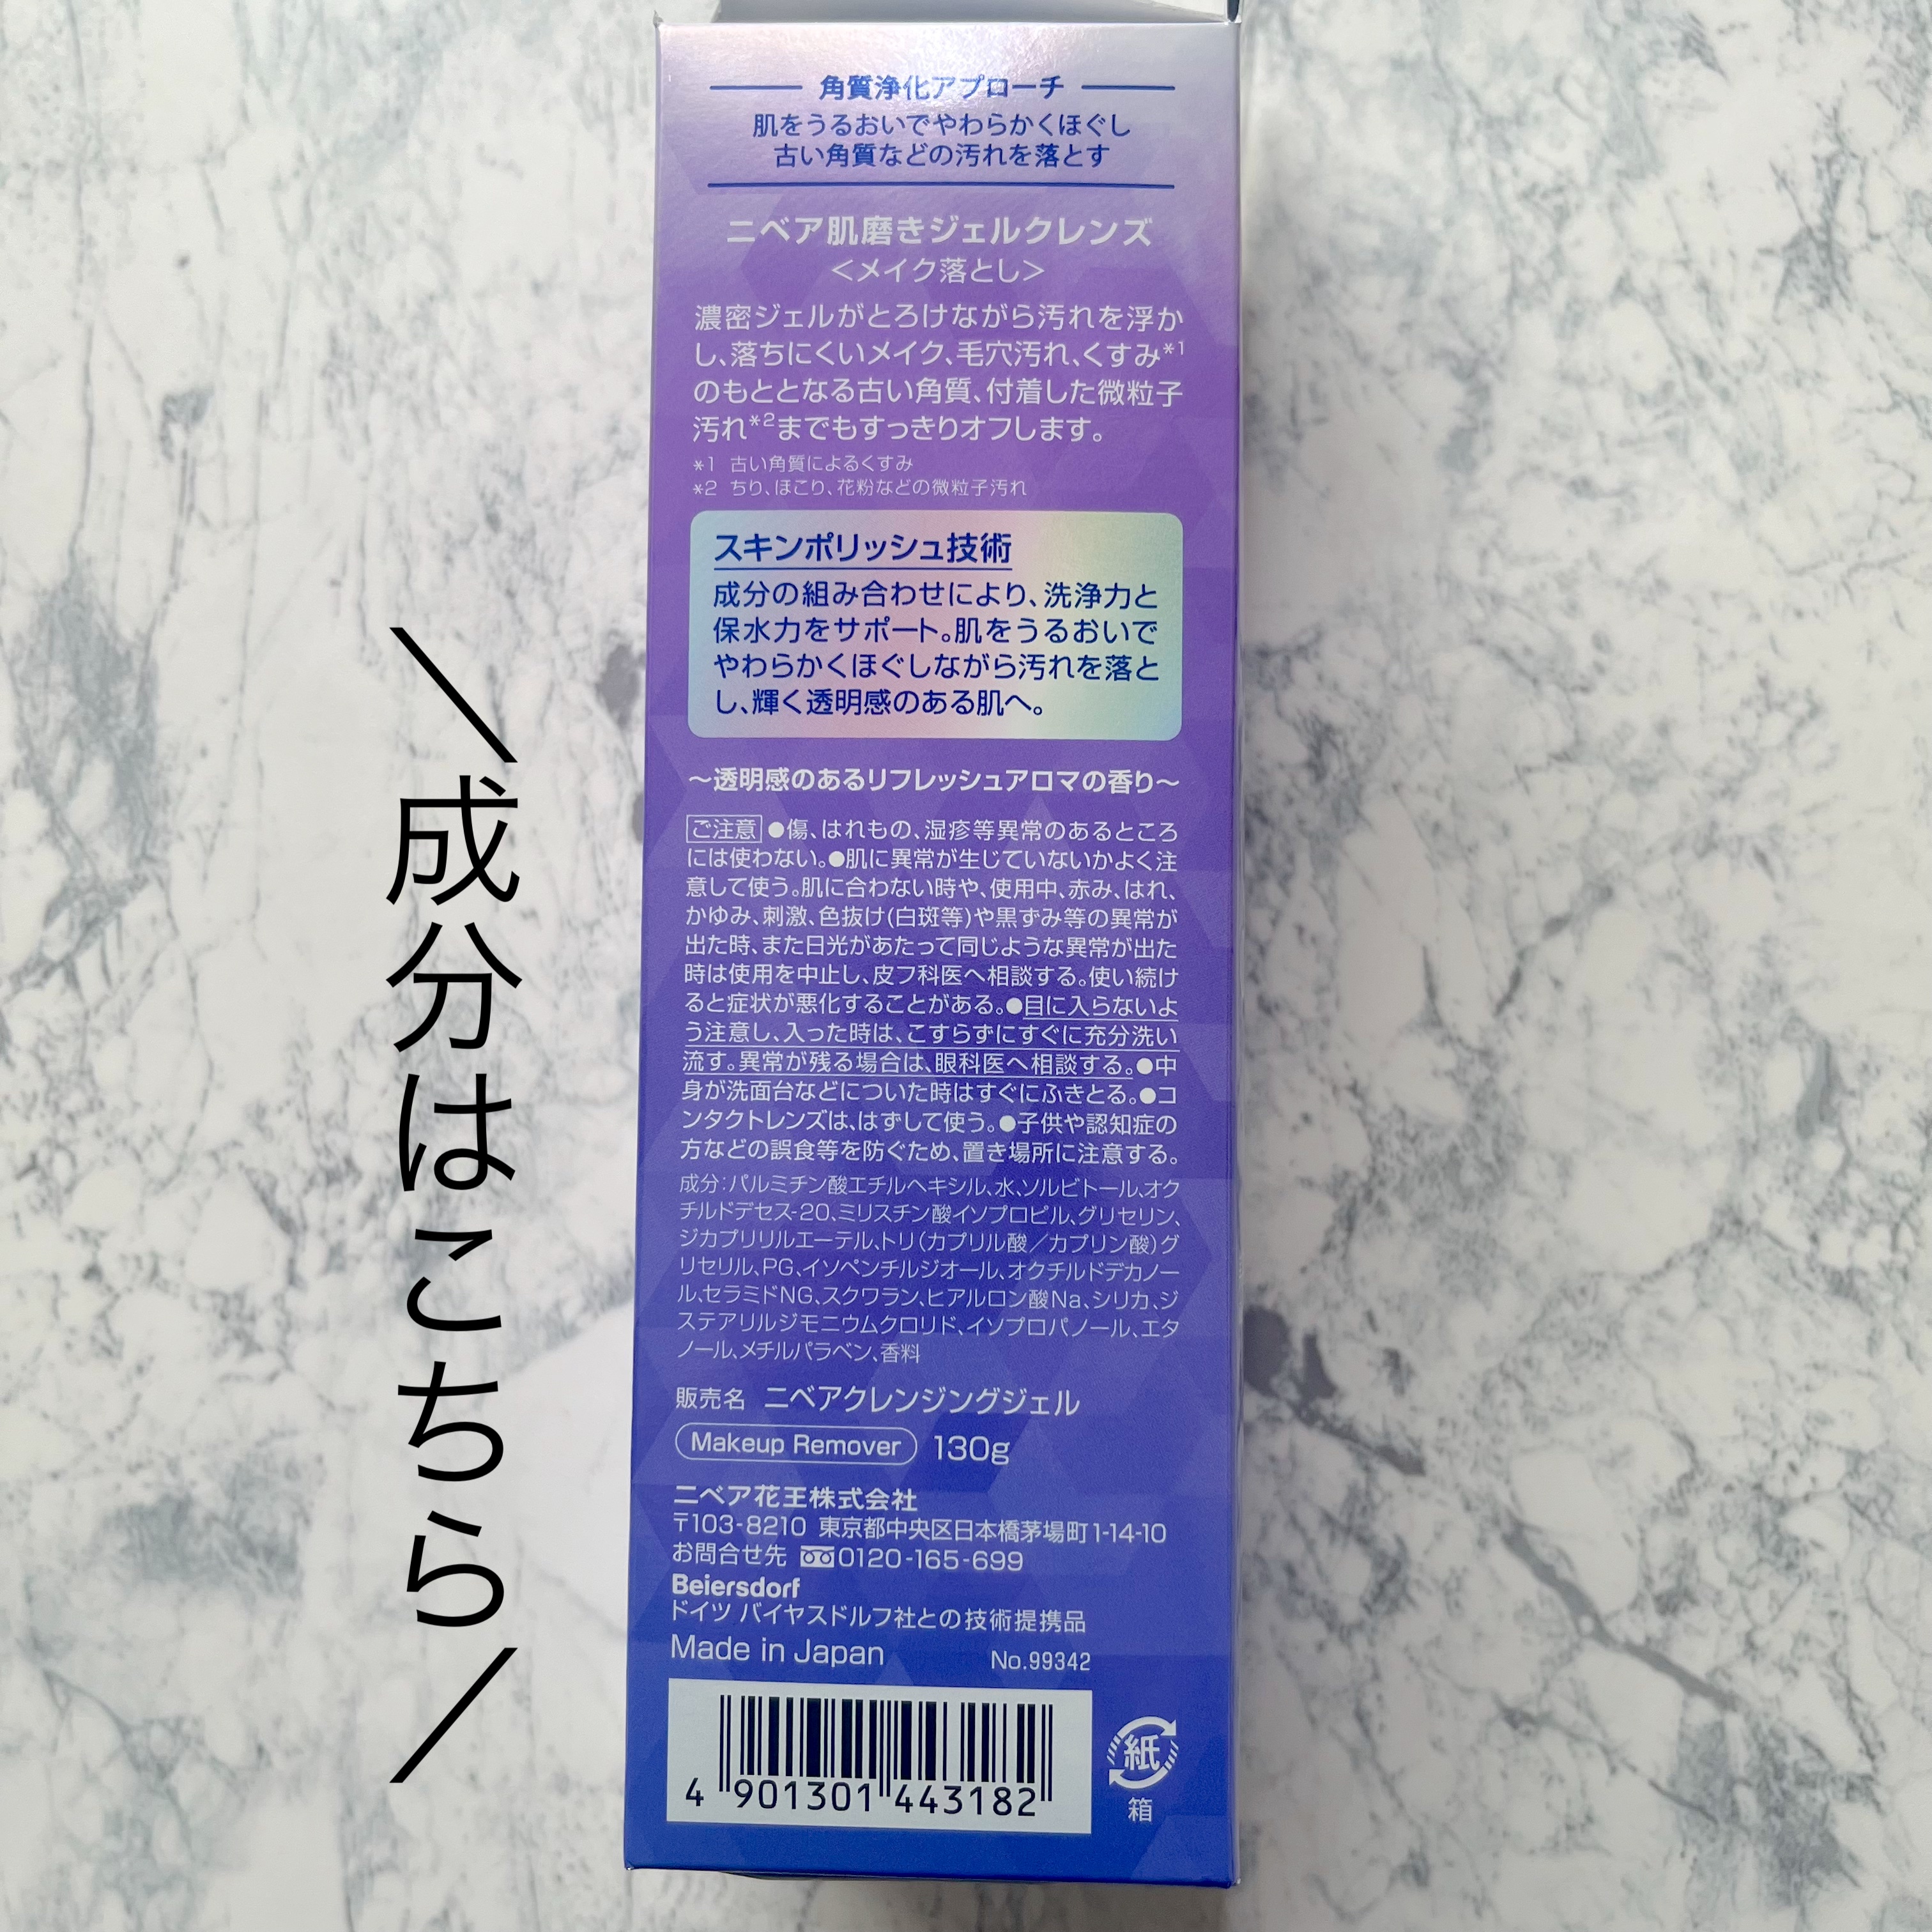 角質浄化アプローチ
肌をうるおいでやわらかくほぐし
古い角質などの汚れを落とす
ニベア肌磨きジェルクレンズ
＜メイク落とし＞
濃密ジェルがとろけながら汚れを浮か
し、落ちにくいメイク、毛穴汚れ、くすみ*1
のもととなる古い角質、付着した微粒子
汚れ*2までもすっきりオフします。
*1 古い角質によるくすみ
*2 ちり、ほこり、花粉などの微粒子汚れ
スキンポリッシュ技術
成分の組み合わせにより、洗浄力と
保水力をサポート。肌をうるおいで
やわらかくほぐしながら汚れを落と
し、輝く透明感のある肌へ。
～透明感のあるリフレッシュアロマの香り～
ご注意 ●傷、はれもの、湿疹等異常のあるところ
には使わない。●肌に異常が生じていないかよく注
意して使う。肌に合わない時や、使用中、赤み、はれ、
かゆみ、刺激、色抜け(白斑等)や黒ずみ等の異常が
出た時、また日光があたって同じような異常が出た
時は使用を中止し、皮フ科医へ相談する。使い続け
ると症状が悪化することがある。●目に入らないよ
う注意し、入った時は、こすらずにすぐに充分洗い
流す。異常が残る場合は、眼科医へ相談する。●中
身が洗面台などについた時はすぐにふきとる。●コ
ンタクトレンズは、はずして使う。●子供や認知症の
方などの誤食等を防ぐため、置き場所に注意する。
成分：パルミチン酸エチルヘキシル、水、ソルビトール、オク
チルドデセス-20、ミリスチン酸イソプロピル、グリセリン、
ジカプリリルエーテル、トリ（カプリル酸／カプリン酸）グ
リセリル、PG、イソペンチルジオール、オクチルドデカノー
ル、セラミドNG、スクワラン、ヒアルロン酸Na、シリカ、ジ
ステアリルジモニウムクロリド、イソプロパノール、エタ
ノール、メチルパラベン、香料
販売名 ニベアクレンジングジェル
Makeup Remover 130g
ニベア花王株式会社
〒103-8210 東京都中央区日本橋茅場町1-14-10
お問合せ先 0120-165-699
Beiersdorf
ドイツ バイヤスドルフ社との技術提携品
Made in Japan No.99342
4 901301 443182
紙
箱
＼成分はこちら／